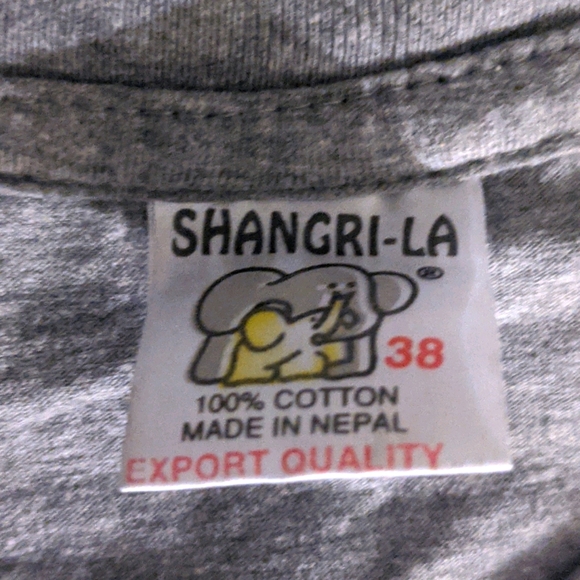 SHANGRI-LA
®
38
100% COTTON
MADE IN NEPAL
EXPORT QUALITY